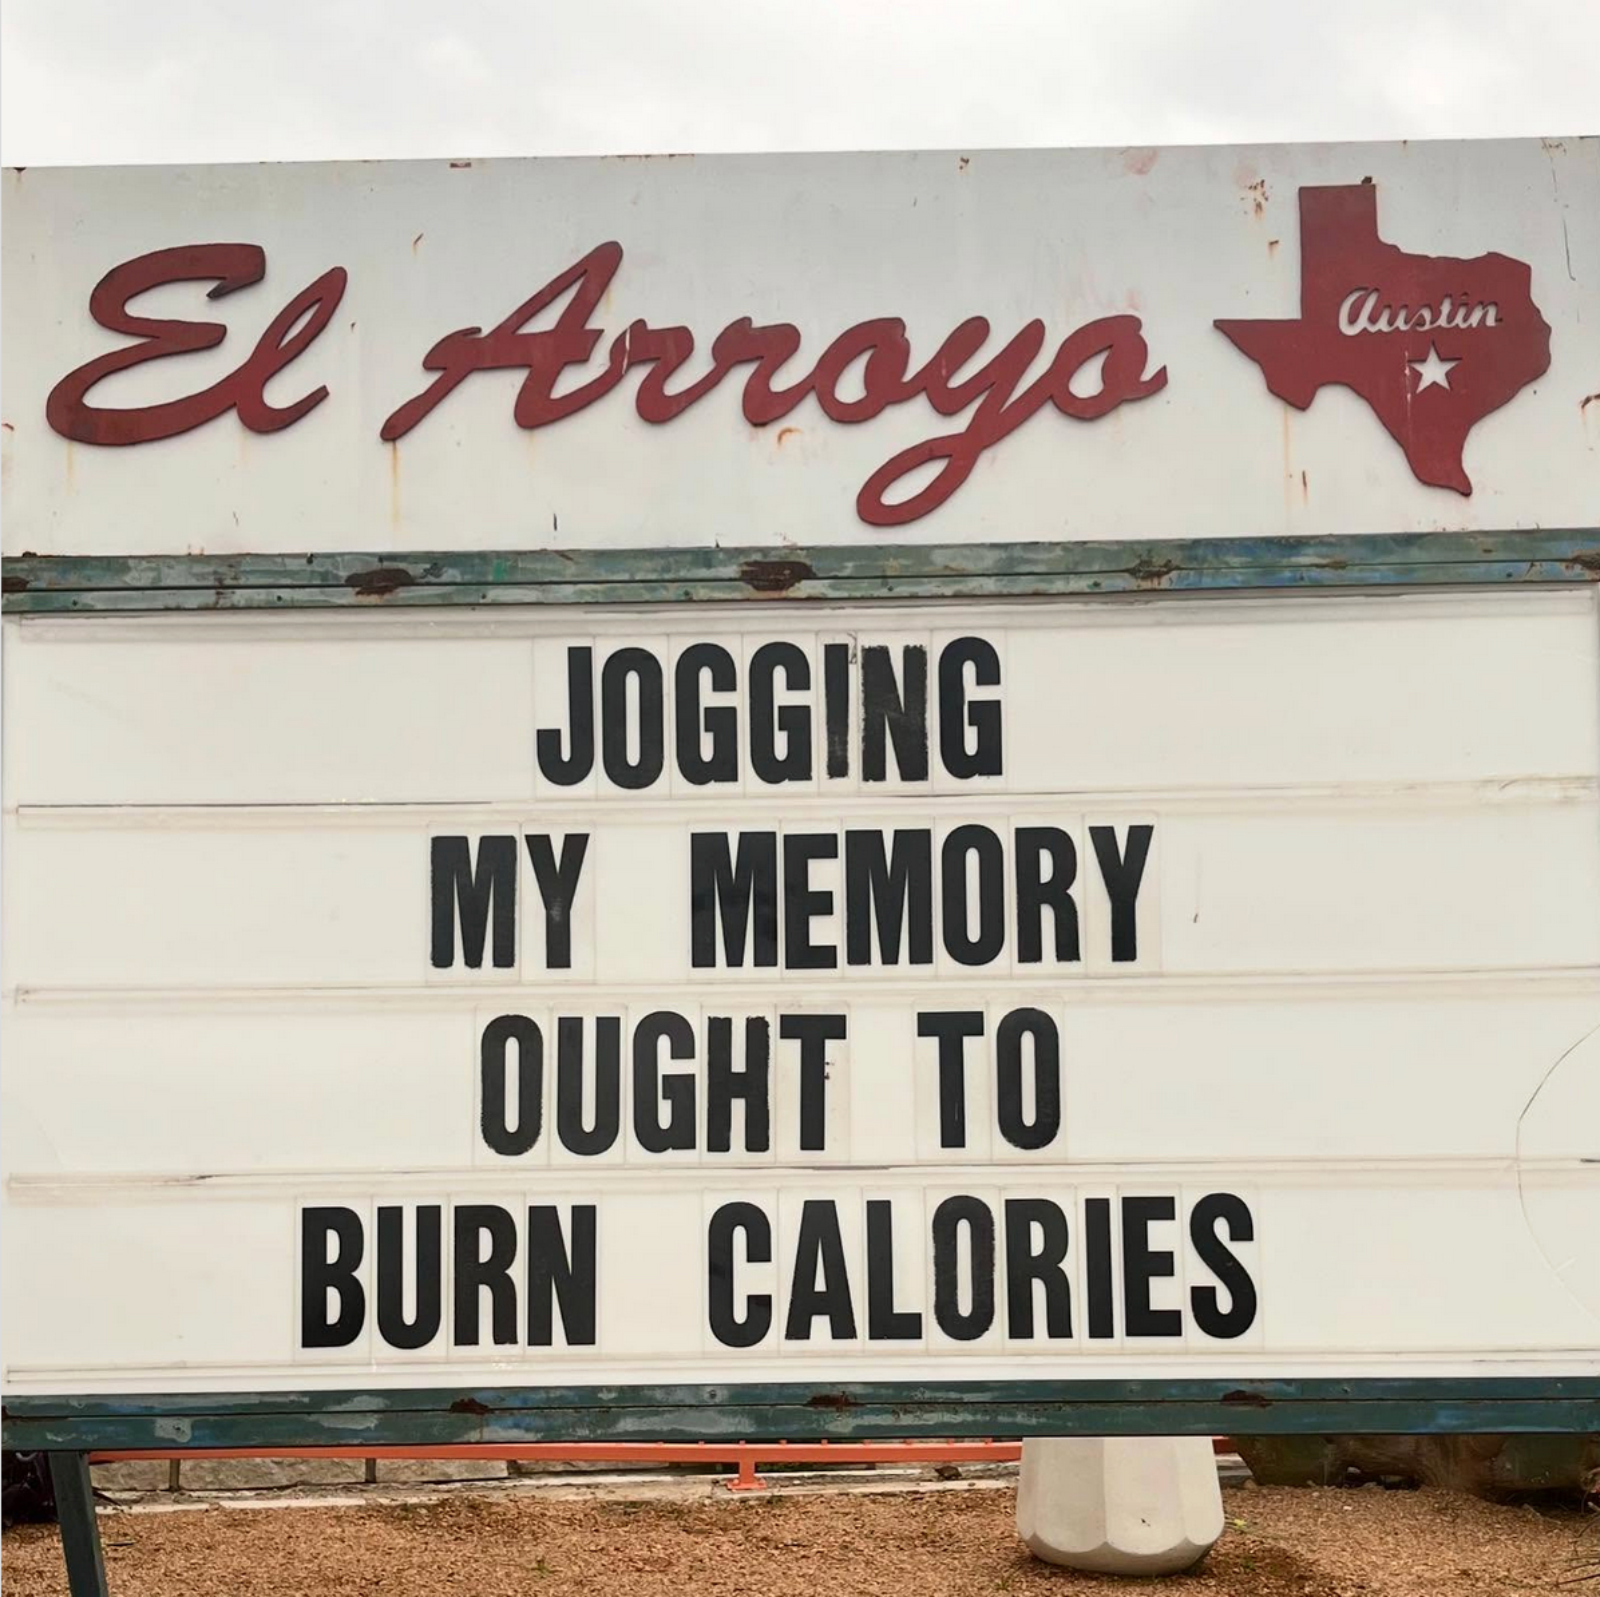 El Arroyo
Austin
JOGGING
MY MEMORY
OUGHT TO
BURN CALORIES